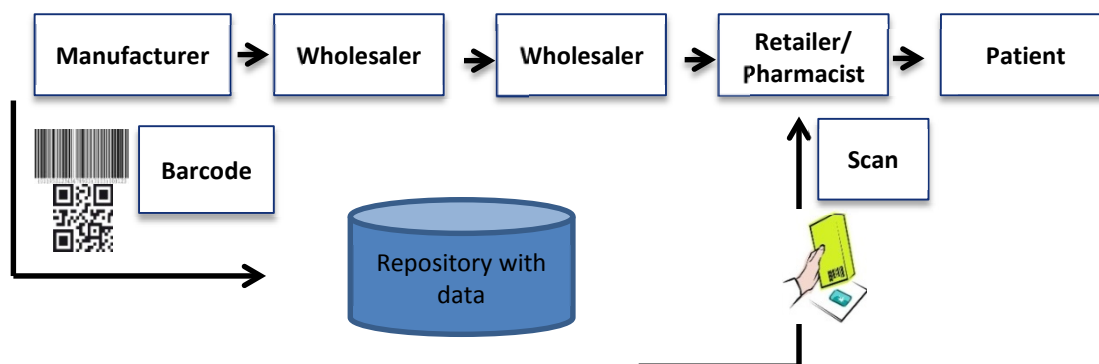 Manufacturer
Wholesaler
Wholesaler
Retailer/
Pharmacist
Patient
Barcode
Scan
Repository with
data